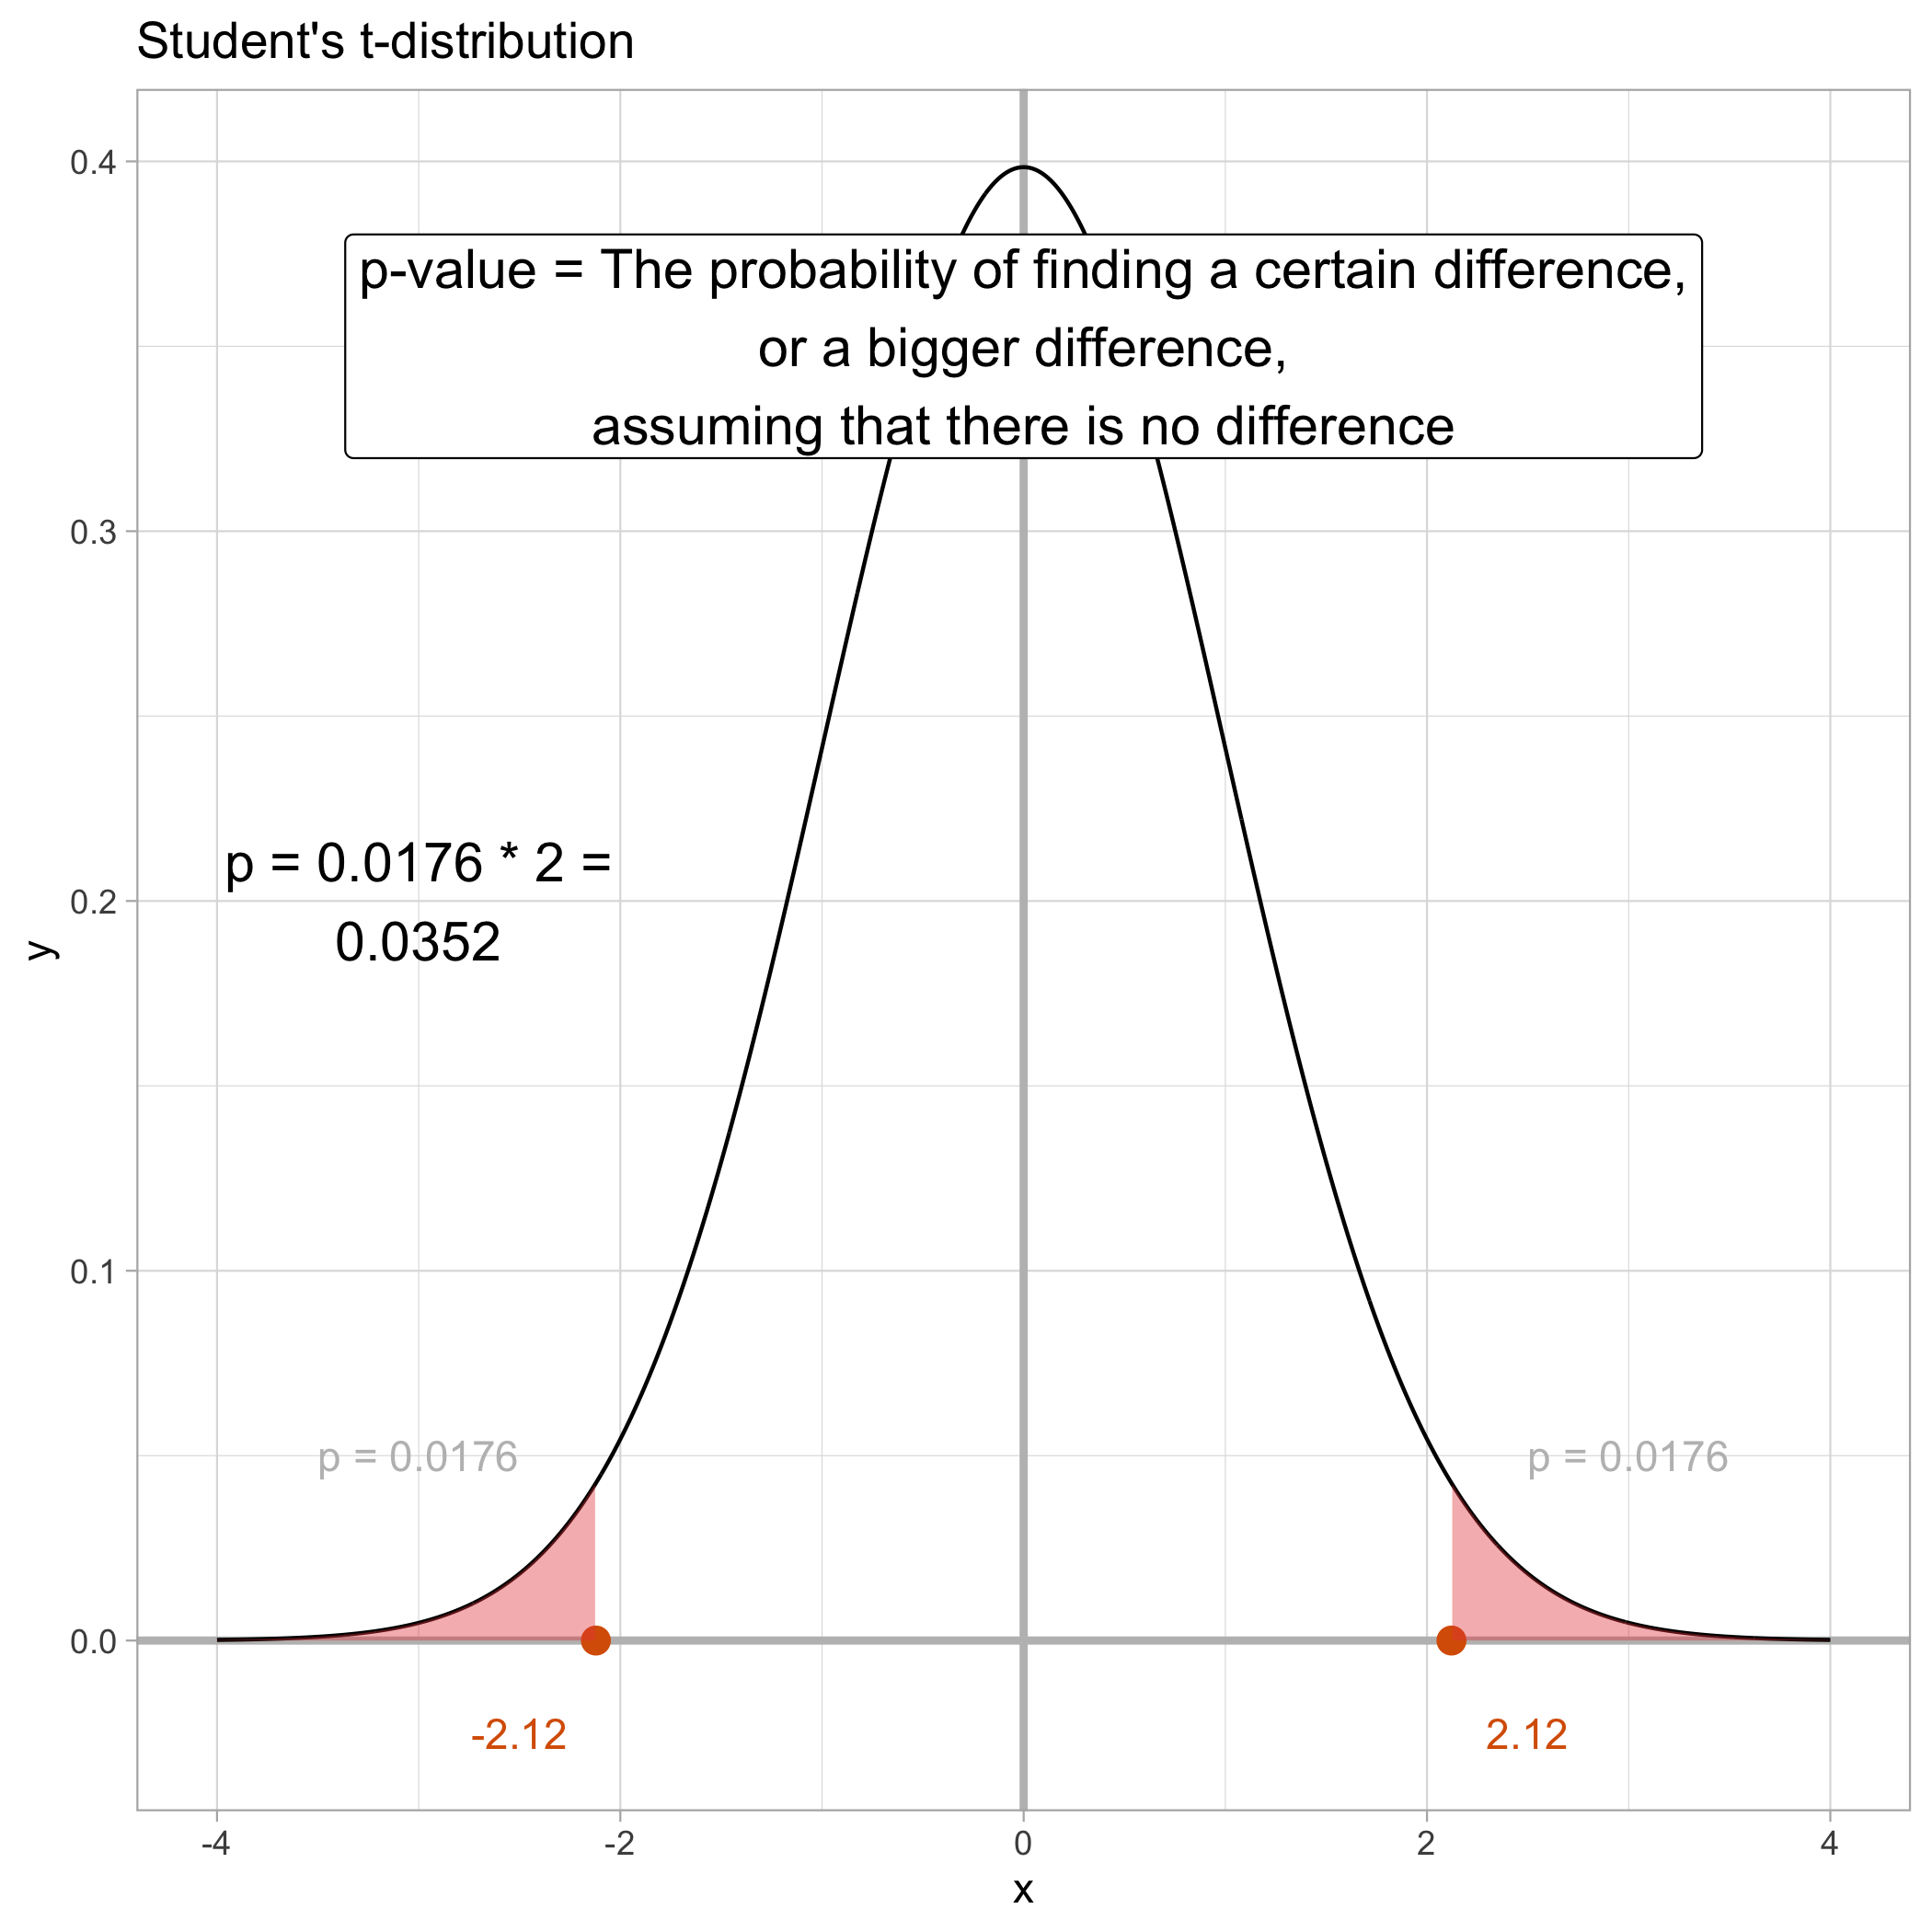 Student's t-distribution
0.4
p-value = The probability of finding a certain difference,
or a bigger difference,
assuming that there is no difference
0.3
p = 0.0176 * 2 =
0.0352
0.2
y
0.1
p = 0.0176
p = 0.0176
0.0
-2.12
2.12
-4
-2
0
2
4
x